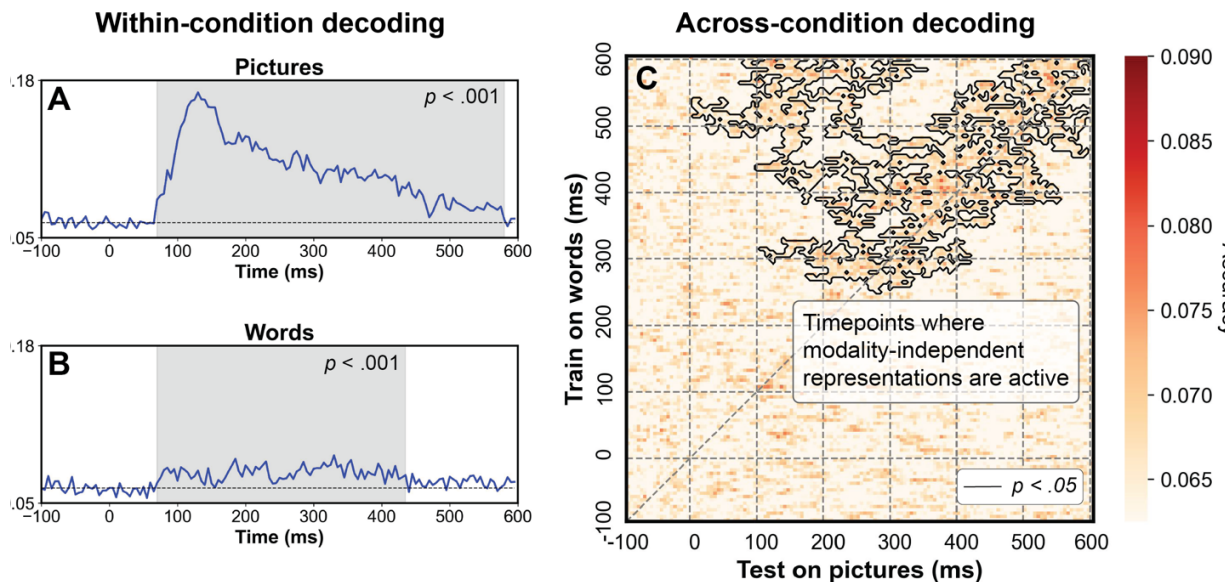 Within-condition decoding
Pictures
A
p < .001
.18
.05
-100 0 100 200 300 400 500 600
Time (ms)
Words
B
p < .001
.18
.05
-100 0 100 200 300 400 500 600
Time (ms)
Across-condition decoding
C
Train on words (ms)
600
500
400
300
200
100
0
-100
Timepoints where
modality-independent
representations are active
p < .05
-100 0 100 200 300 400 500 600
Test on pictures (ms)
0.090
0.085
0.080
0.075
0.070
0.065